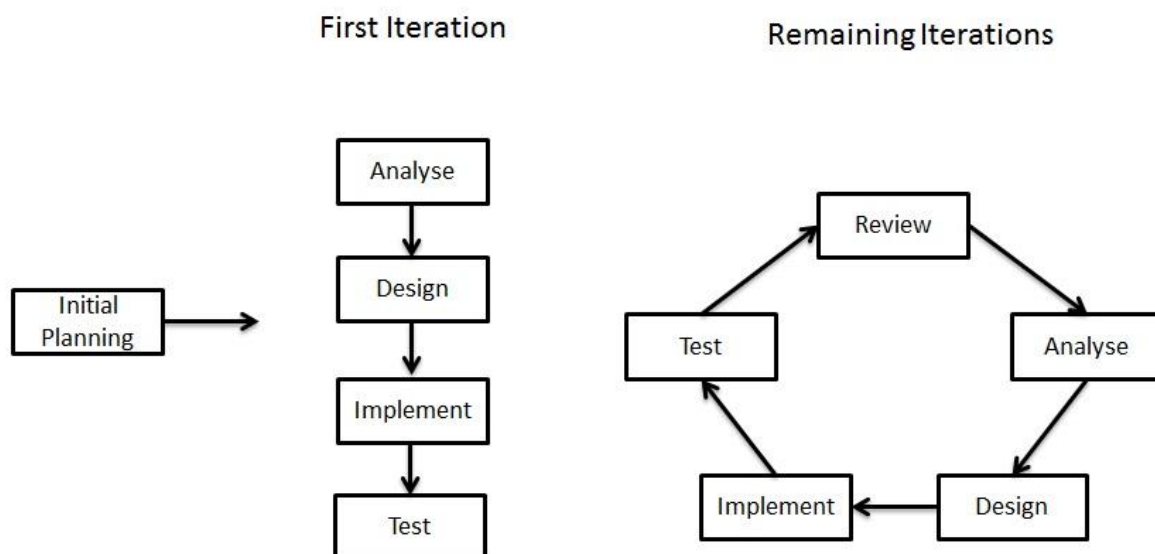 First Iteration
Remaining Iterations
Initial
Planning
Analyse
Design
Implement
Test
Review
Analyse
Design
Implement
Test